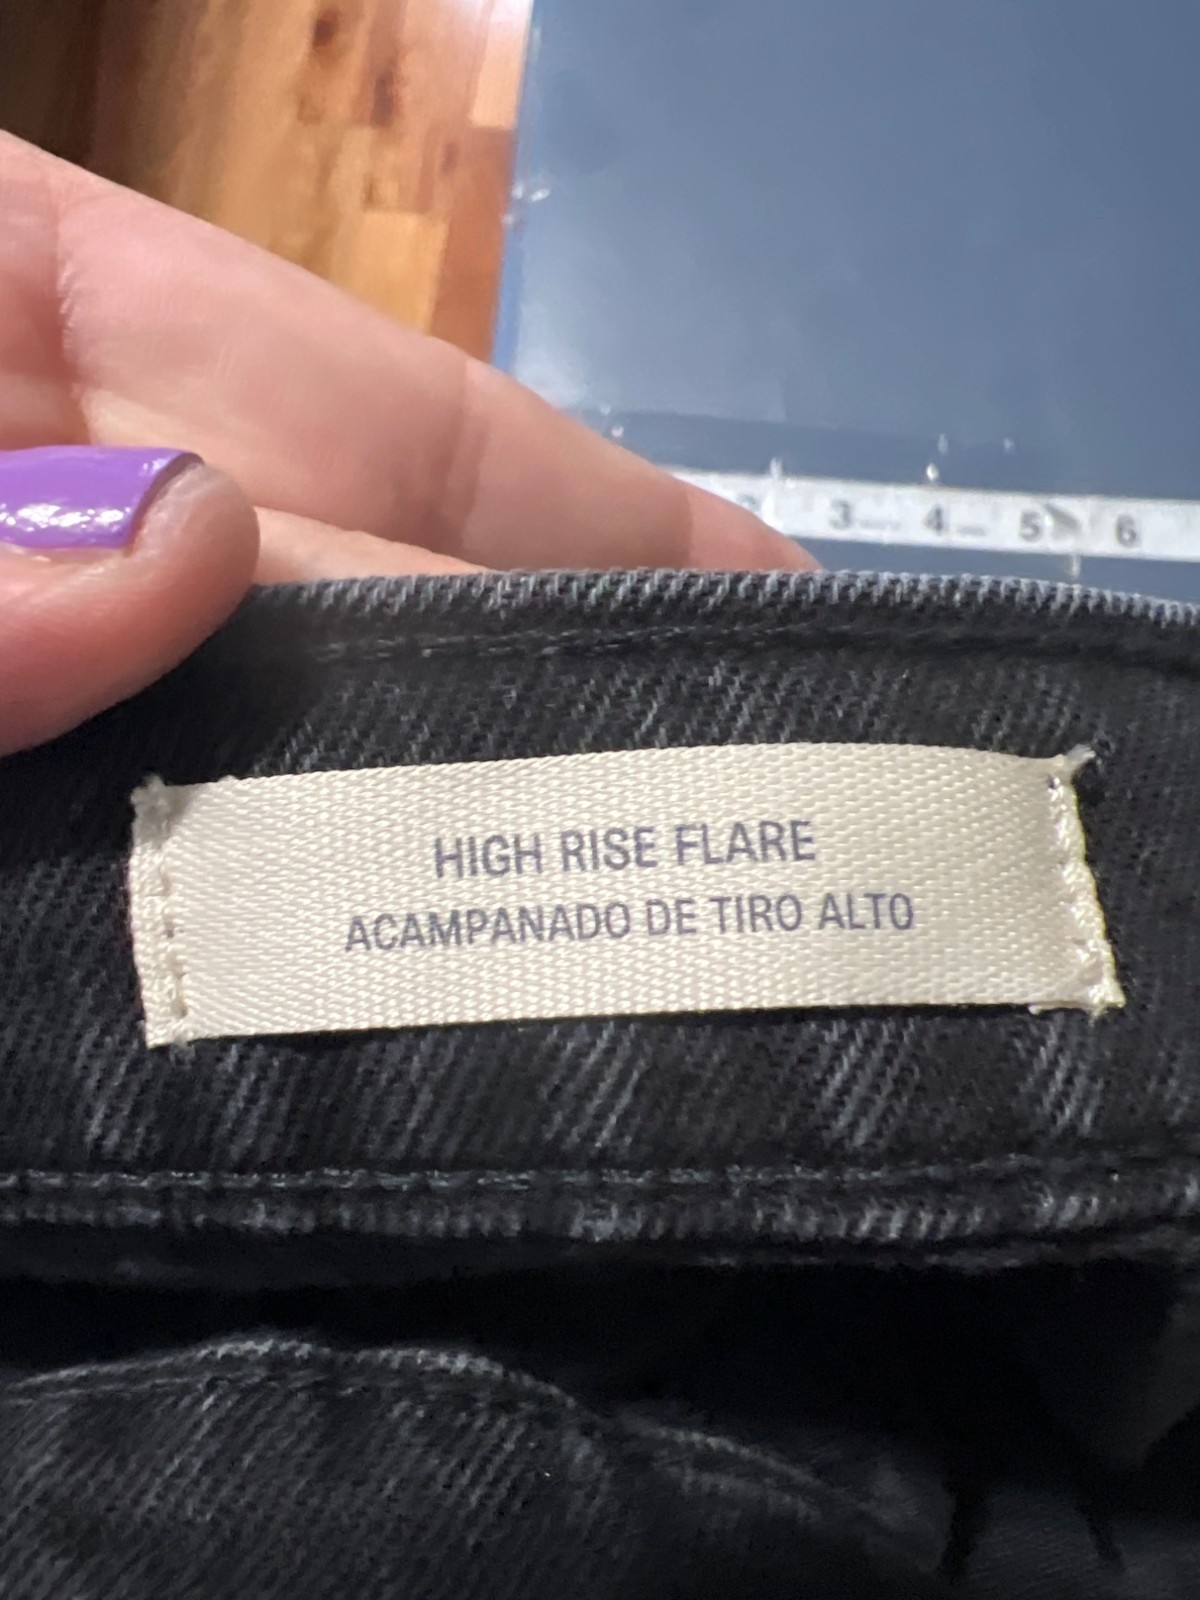 3 4 5 6
HIGH RISE FLARE
ACAMPANADO DE TIRO ALTO